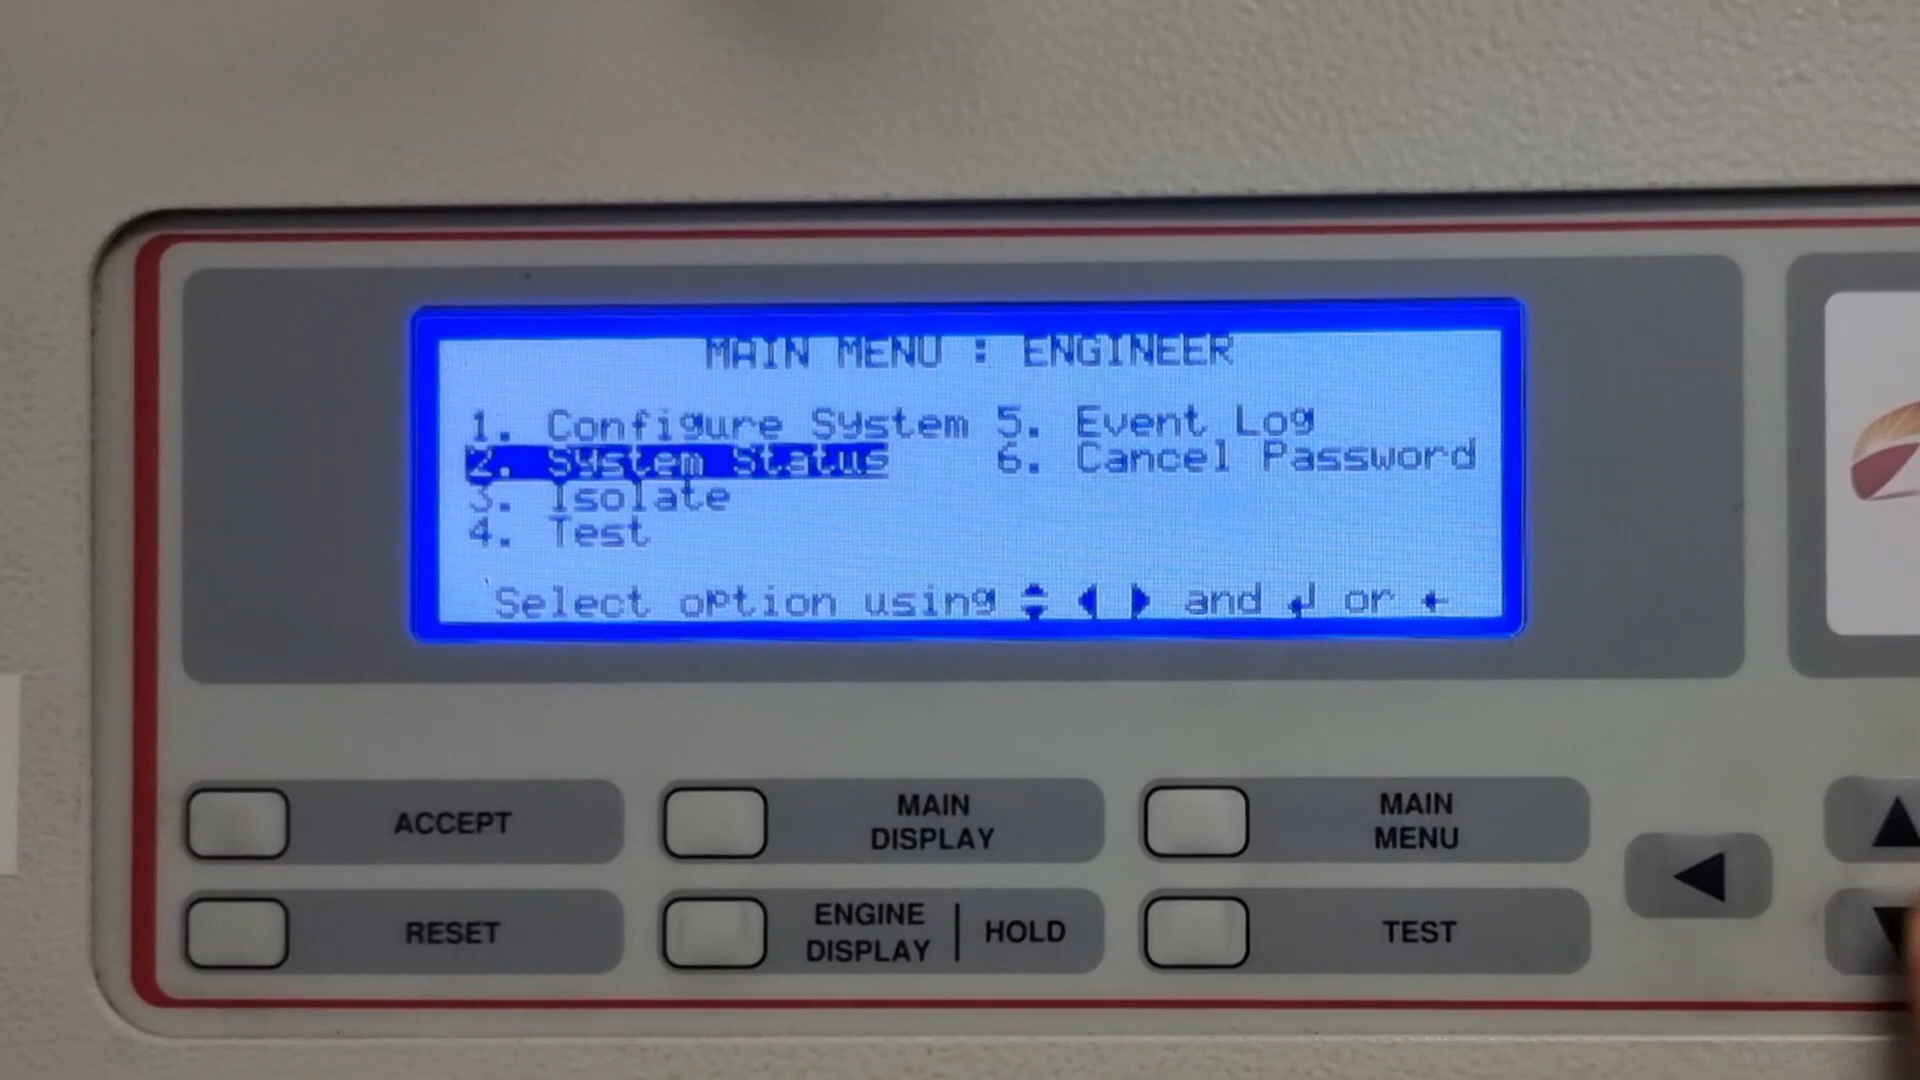 MAIN MENU : ENGINEER
1. Configure System 5. Event Log
2. System Status 6. Cancel Password
3. Isolate
4. Test
Select option using ▲▼ ◀ ▶ and ↵ or ←
ACCEPT
MAIN
DISPLAY
MAIN
MENU
RESET
ENGINE
DISPLAY | HOLD
TEST